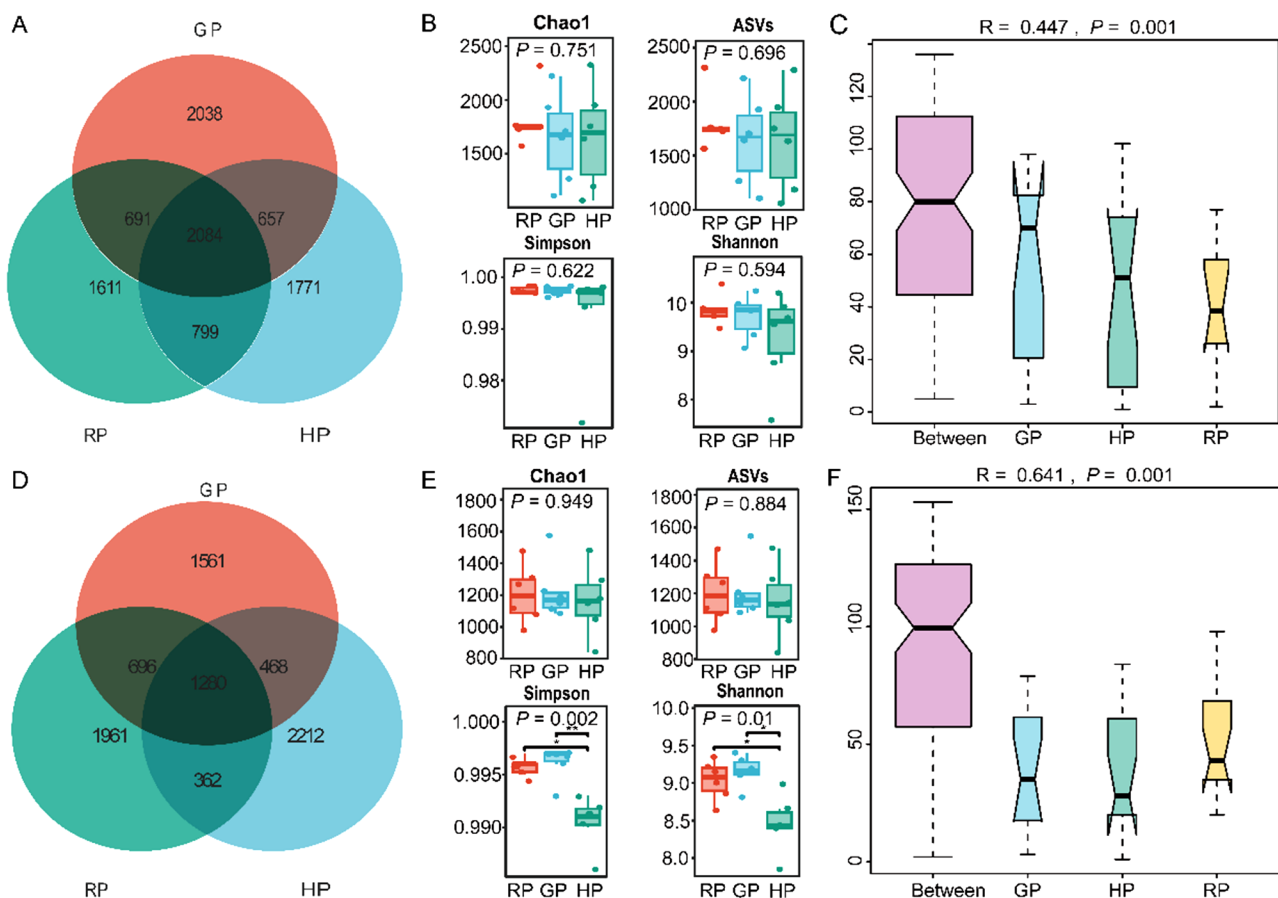 A
GP
2038
691
657
2084
1611
1771
799
RP
HP
B
Chao1
P = 0.751
2500
2000
1500
RP GP HP
ASVs
P = 0.696
2500
2000
1500
1000
RP GP HP
Simpson
P = 0.622
1.00
0.99
0.98
RP GP HP
Shannon
P = 0.594
10
9
8
RP GP HP
C
R = 0.447 , P = 0.001
120
100
80
60
40
20
0
Between GP HP RP
D
GP
1561
696
468
1280
1961
2212
362
RP
HP
E
Chao1
P = 0.949
1800
1600
1400
1200
1000
800
RP GP HP
ASVs
P = 0.884
1800
1600
1400
1200
1000
800
RP GP HP
Simpson
P = 0.002
**
*
1.000
0.995
0.990
RP GP HP
Shannon
P = 0.01
*
*
10.0
9.5
9.0
8.5
8.0
RP GP HP
F
R = 0.641 , P = 0.001
150
100
50
0
Between GP HP RP